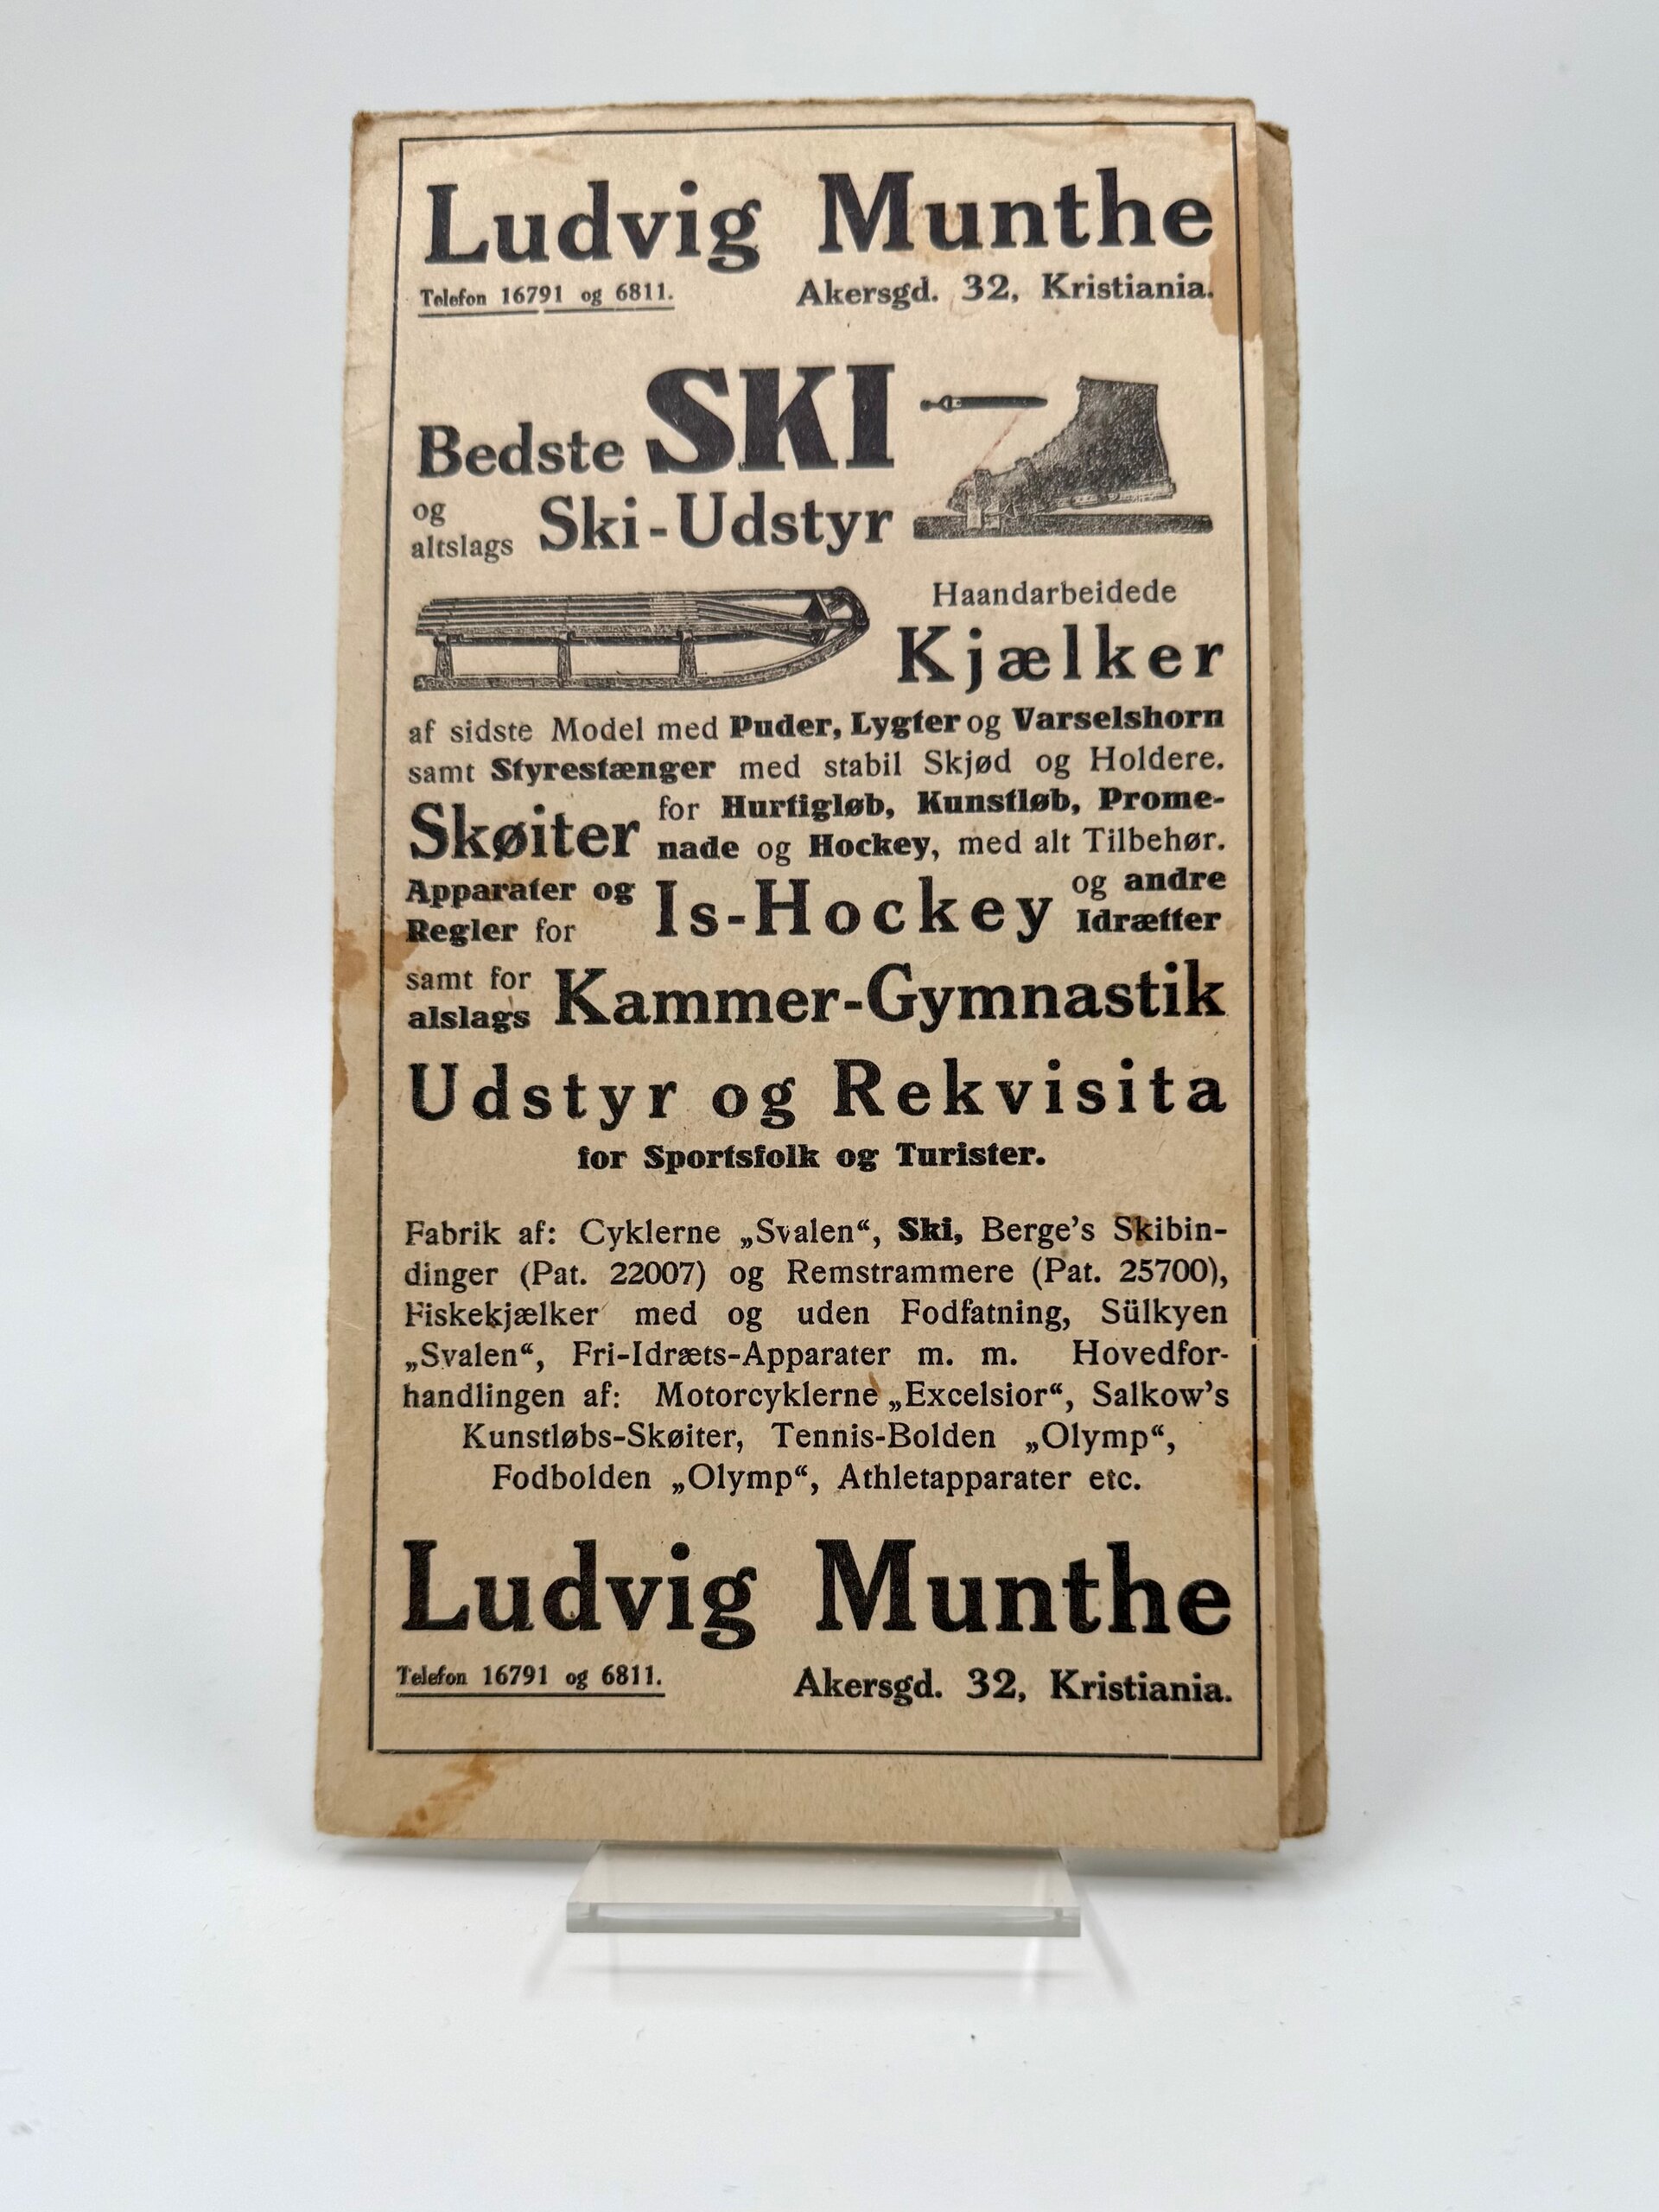 Ludvig Munthe
Telefon 16791 og 6811. Akersgd. 32, Kristiania.
Bedste SKI
og altslags Ski-Udstyr
Haandarbeidede
Kjælker
af sidste Model med Puder, Lygter og Varselshorn
samt Styrestænger med stabil Skjød og Holdere.
Skøiter for Hurtigløb, Kunstløb, Prome-
nade og Hockey, med alt Tilbehør.
Apparater og
Regler for Is-Hockey og andre
Idrætter
samt for
alslags Kammer-Gymnastik
Udstyr og Rekvisita
for Sportsfolk og Turister.
Fabrik af: Cyklerne „Svalen“, Ski, Berge's Skibin-
dinger (Pat. 22007) og Remstrammere (Pat. 25700),
Fiskekjælker med og uden Fodfatning, Sülkyen
„Svalen“, Fri-Idræts-Apparater m. m. Hovedfor-
handlingen af: Motorcyklerne „Excelsior“, Salkow's
Kunstløbs-Skøiter, Tennis-Bolden „Olymp“,
Fodbolden „Olymp“, Athletapparater etc.
Ludvig Munthe
Telefon 16791 og 6811. Akersgd. 32, Kristiania.